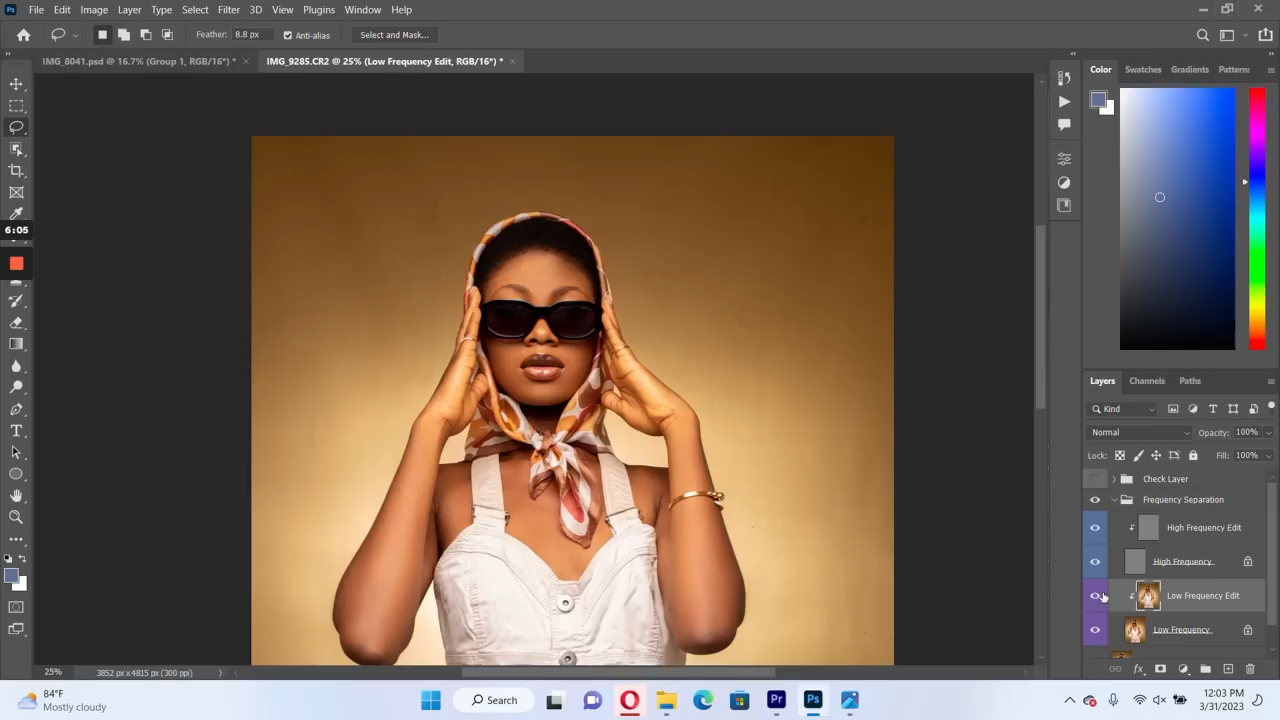 Ps File Edit Image Layer Type Select Filter 3D View Plugins Window Help
Feather: 8.8 px Anti-alias Select and Mask...
IMG_8041.psd @ 16.7% (Group 1, RGB/16*) * IMG_9285.CR2 @ 25% (Low Frequency Edit, RGB/16*) *
Color Swatches Gradients Patterns
6:05
Layers Channels Paths
Kind
Normal Opacity: 100%
Lock: Fill: 100%
Check Layer
Frequency Separation
High Frequency Edit
High Frequency
Low Frequency Edit
Low Frequency
25% 3852 px x 4815 px (300 ppi)
84°F
Mostly cloudy
Search
Pr
Ps
12:03 PM
3/31/2023